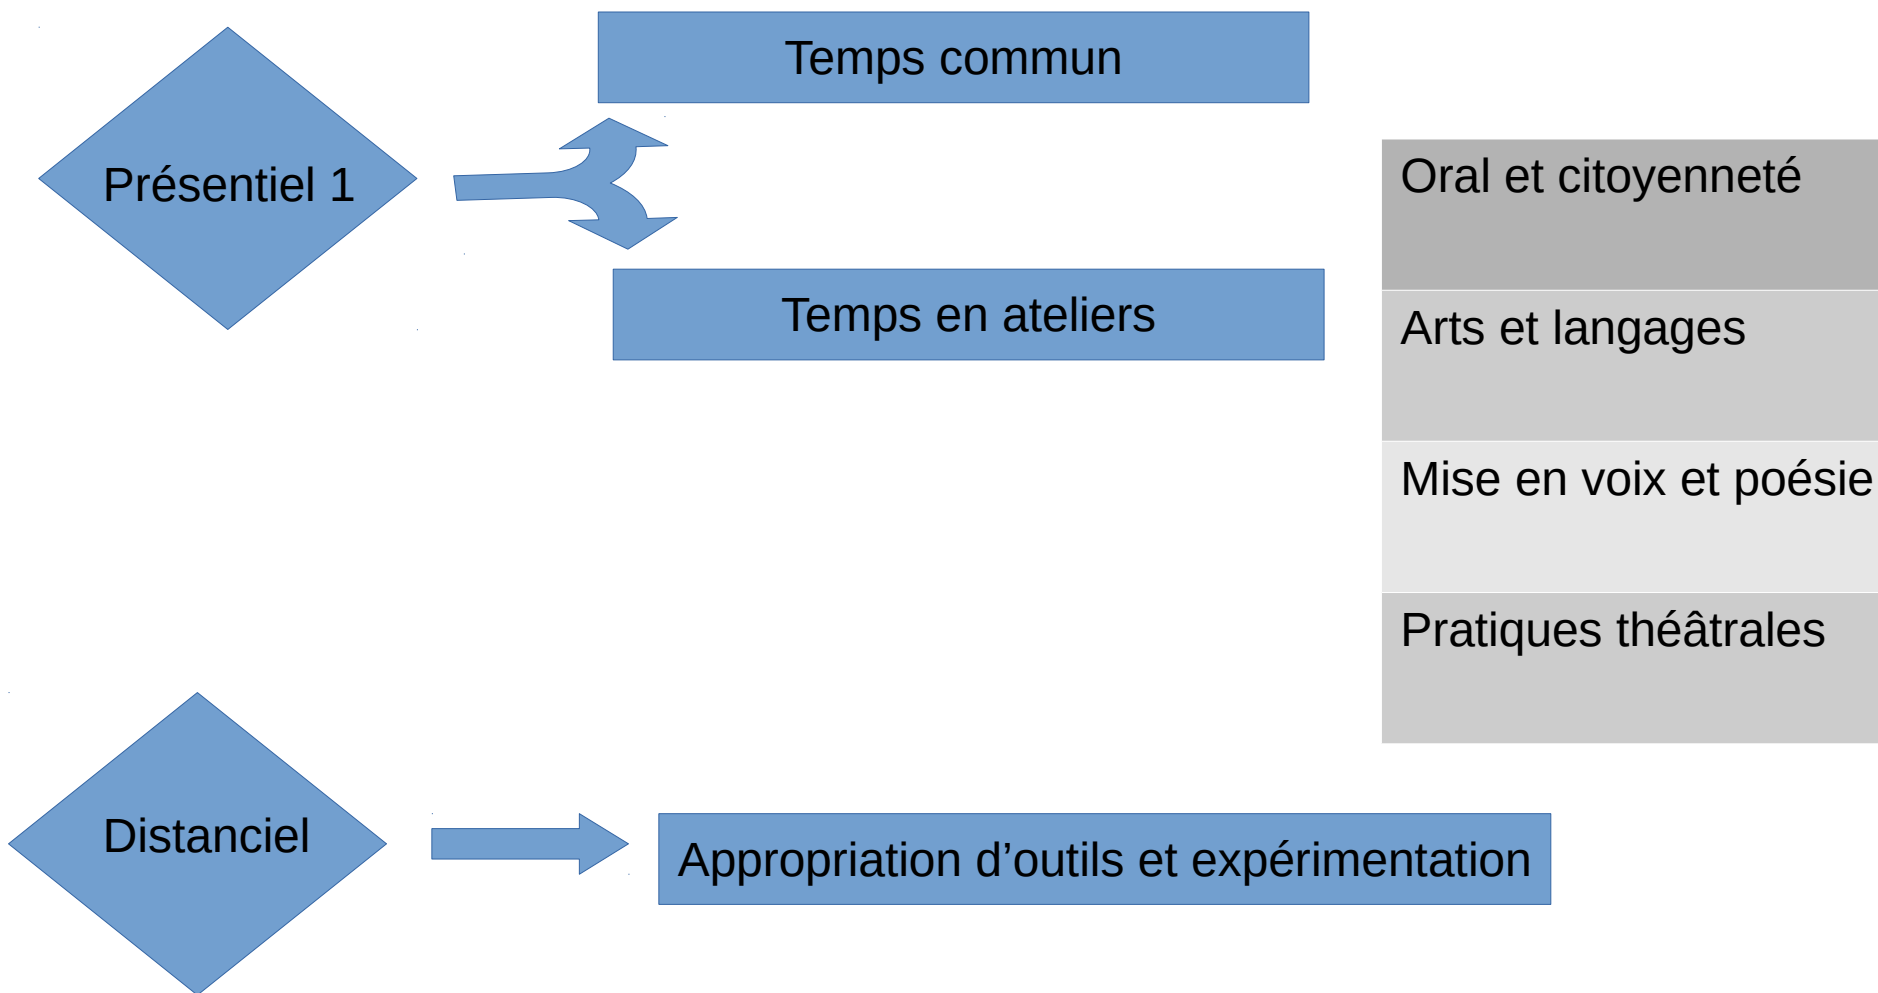 Temps commun
Présentiel 1
Temps en ateliers
Oral et citoyenneté
Arts et langages
Mise en voix et poésie
Pratiques théâtrales
Distanciel
Appropriation d’outils et expérimentation